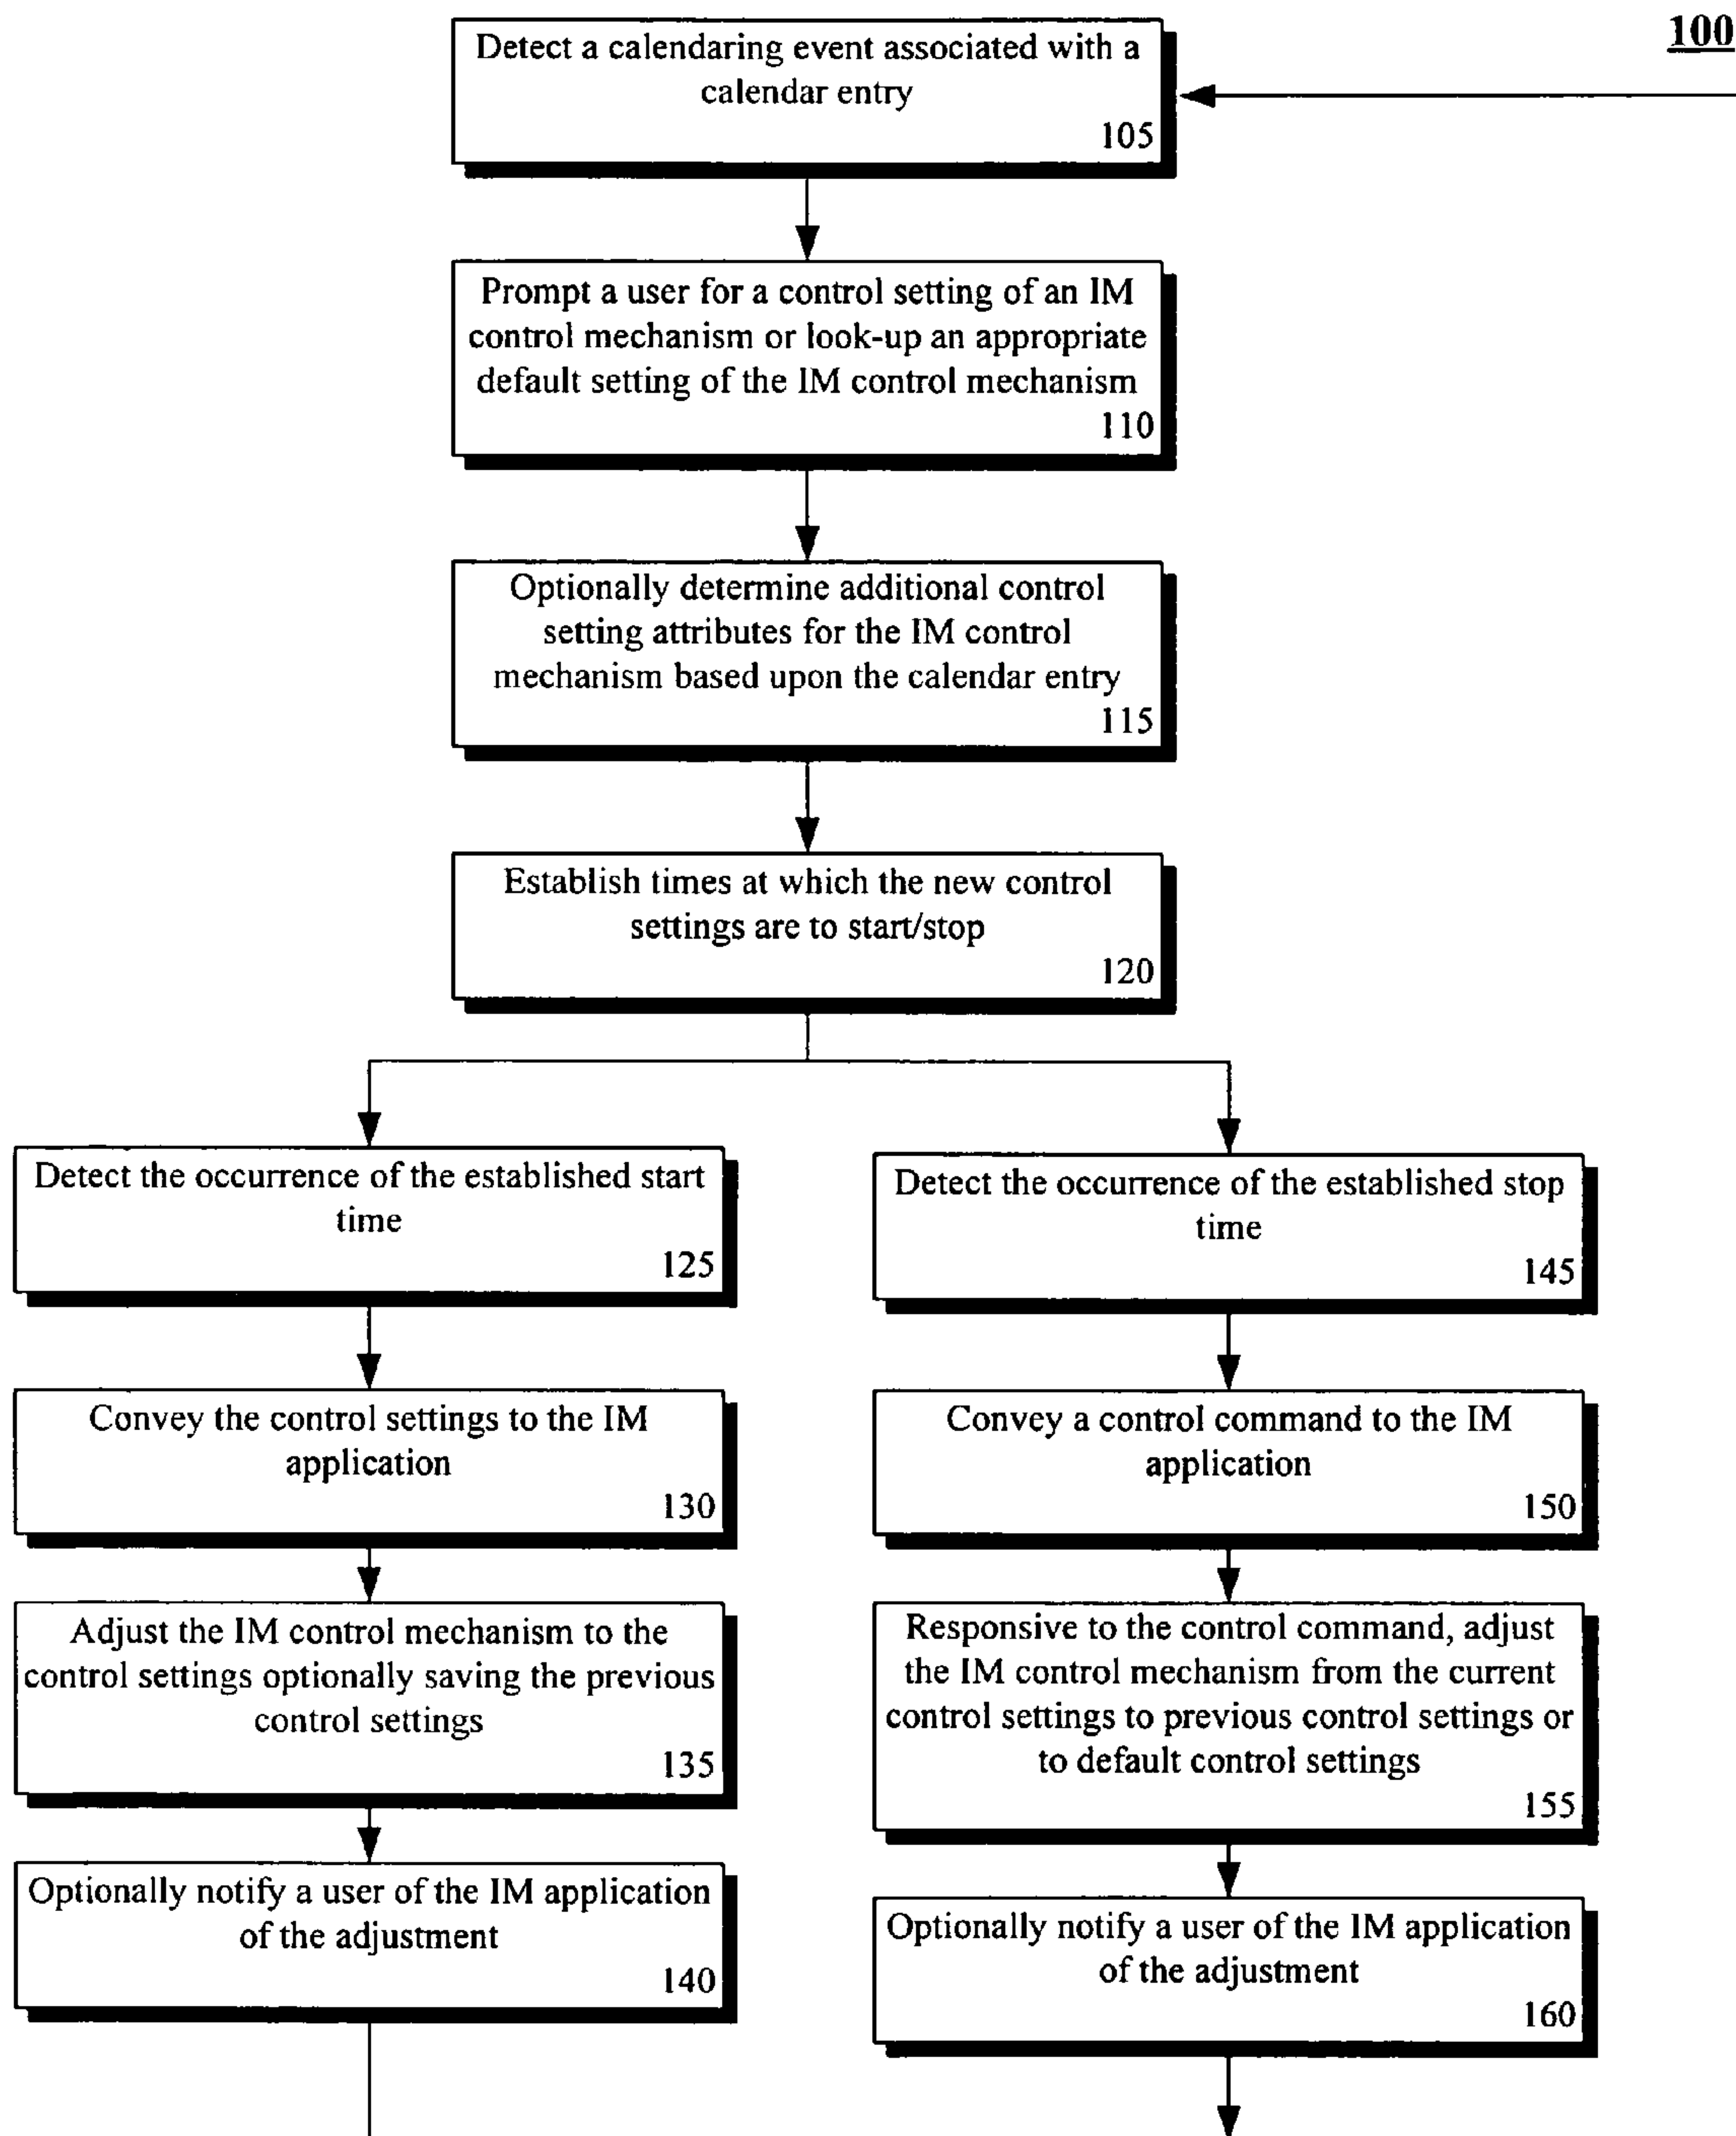 100
Detect a calendaring event associated with a
calendar entry
105
Prompt a user for a control setting of an IM
control mechanism or look-up an appropriate
default setting of the IM control mechanism
110
Optionally determine additional control
setting attributes for the IM control
mechanism based upon the calendar entry
115
Establish times at which the new control
settings are to start/stop
120
Detect the occurrence of the established start
time
125
Convey the control settings to the IM
application
130
Adjust the IM control mechanism to the
control settings optionally saving the previous
control settings
135
Optionally notify a user of the IM application
of the adjustment
140
Detect the occurrence of the established stop
time
145
Convey a control command to the IM
application
150
Responsive to the control command, adjust
the IM control mechanism from the current
control settings to previous control settings or
to default control settings
155
Optionally notify a user of the IM application
of the adjustment
160